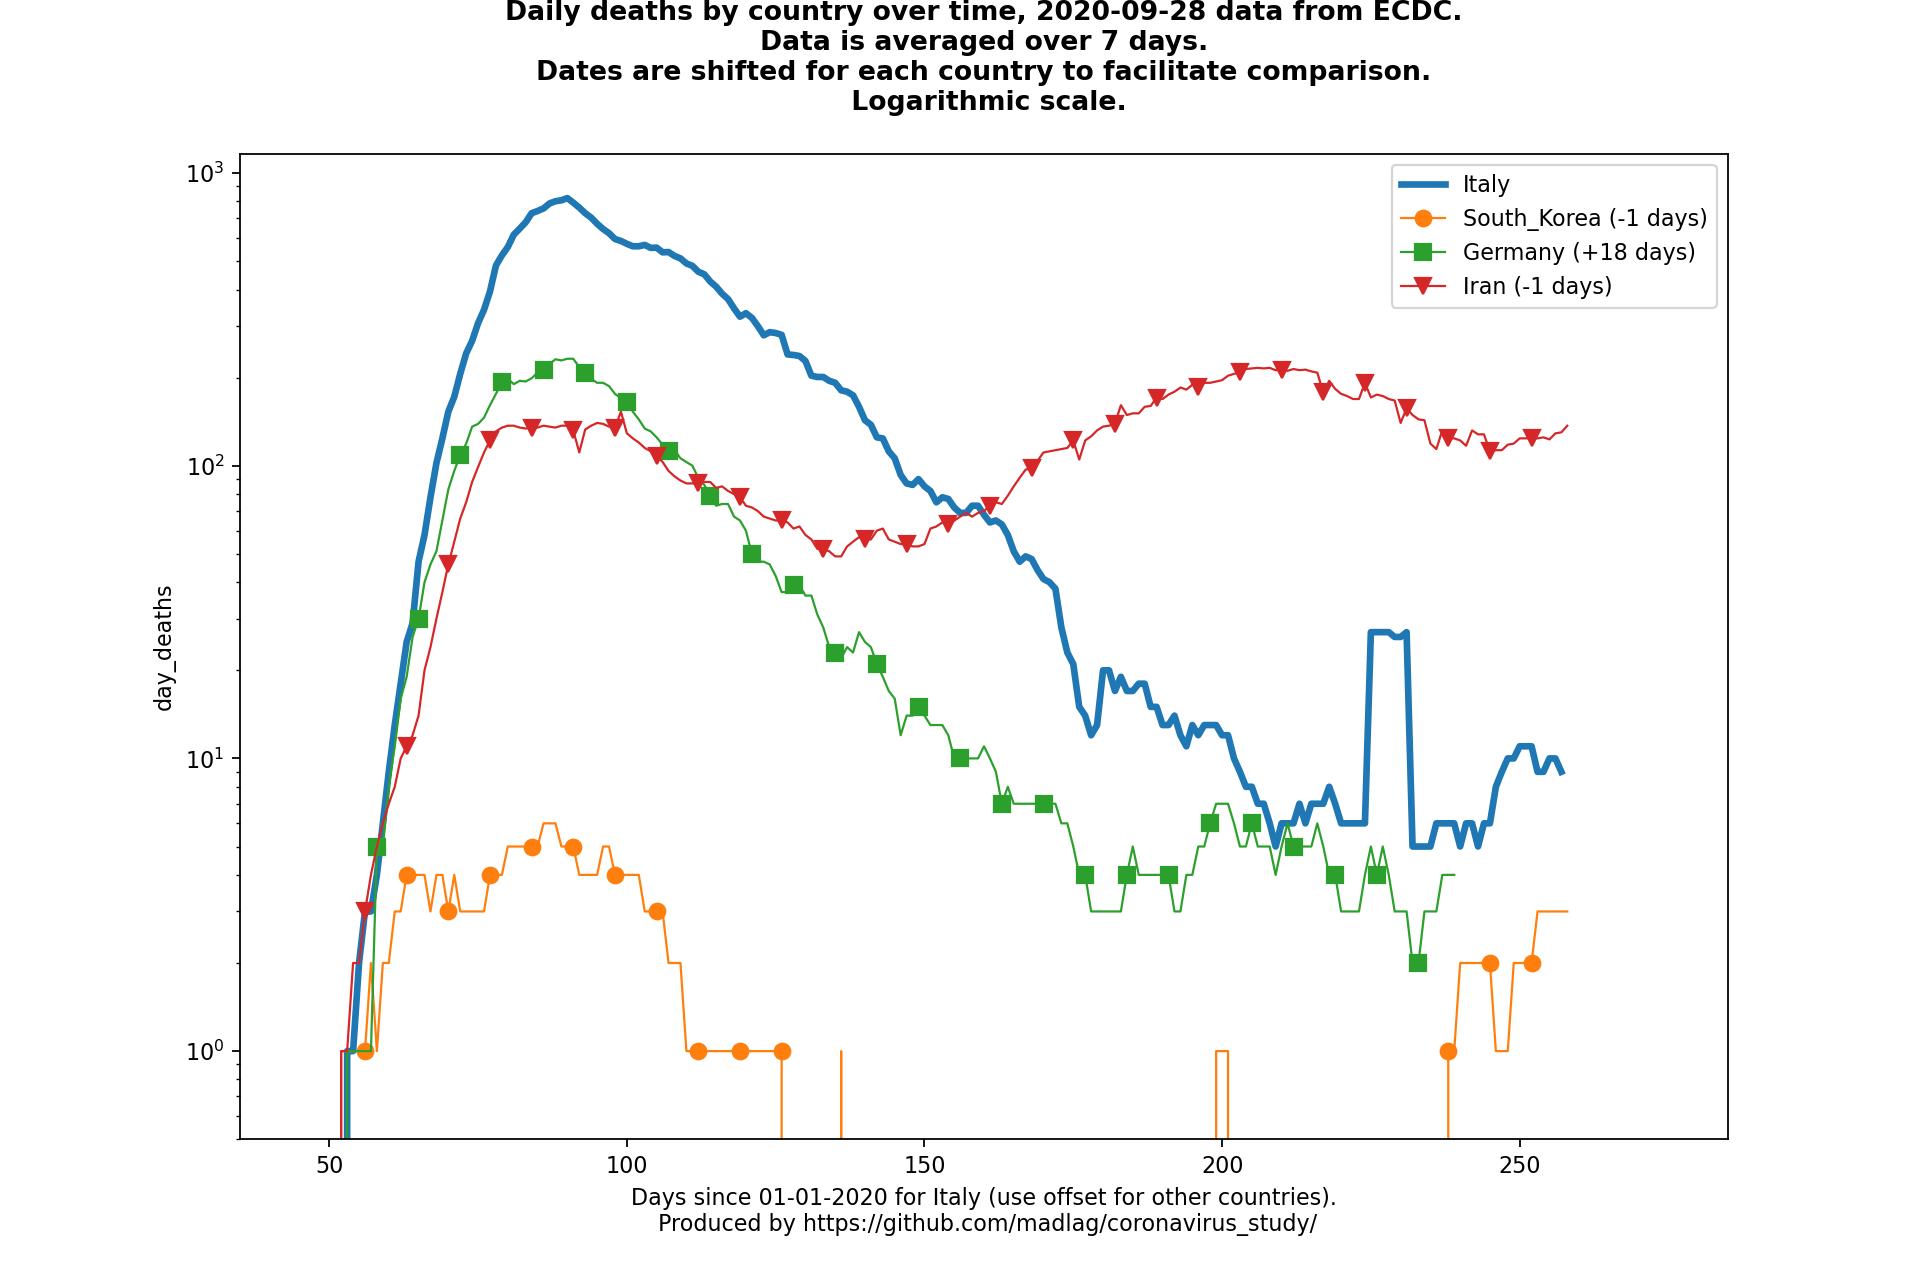 Daily deaths by country over time, 2020-09-28 data from ECDC.
Data is averaged over 7 days.
Dates are shifted for each country to facilitate comparison.
Logarithmic scale.
10³
10²
10¹
10⁰
day_deaths
Italy
South_Korea (-1 days)
Germany (+18 days)
Iran (-1 days)
50 100 150 200 250
Days since 01-01-2020 for Italy (use offset for other countries).
Produced by https://github.com/madlag/coronavirus_study/